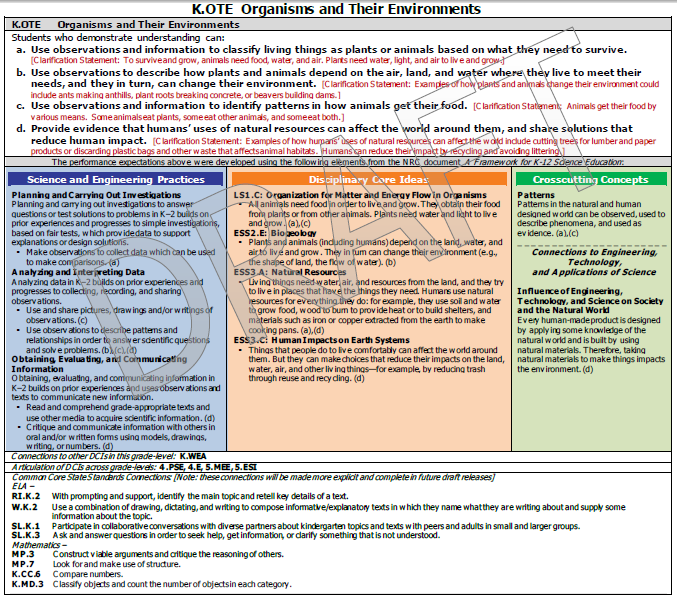 K.OTE Organisms and Their Environments
K.OTE Organisms and Their Environments
Students who demonstrate understanding can:
a. Use observations and information to classify living things as plants or animals based on what they need to survive.
[Clarification Statement: To survive and grow, animals need food, water, and air. Plants need water, light, and air to live and grow.]
b. Use observations to describe how plants and animals depend on the air, land, and water where they live to meet their
needs, and they in turn, can change their environment. [Clarification Statement: Examples of how plants and animals change their environment could
include ants making anthills, plant roots breaking concrete, or beavers building dams.]
c. Use observations and information to identify patterns in how animals get their food. [Clarification Statement: Animals get their food by
various means. Some animals eat plants, some eat other animals, and some eat both.]
d. Provide evidence that humans' uses of natural resources can affect the world around them, and share solutions that
reduce human impact. [Clarification Statement: Examples of how humans' uses of natural resources can affect the world include cutting trees for lumber and paper
products or discarding plastic bags and other waste that affects animal habitats. Humans can reduce their impact by recycling and avoiding littering.]
The performance expectations above were developed using the following elements from the NRC document A Framework for K-12 Science Education:
Science and Engineering Practices
Planning and Carrying Out Investigations
Planning and carrying out investigations to answer
questions or test solutions to problems in K–2 builds on
prior experiences and progresses to simple investigations,
based on fair tests, which provide data to support
explanations or design solutions.
• Make observations to collect data which can be used
to make comparisons. (a)
Analyzing and Interpreting Data
Analyzing data in K–2 builds on prior experiences and
progresses to collecting, recording, and sharing
observations.
• Use and share pictures, drawings and/or writings of
observations. (c)
• Use observations to describe patterns and
relationships in order to answer scientific questions
and solve problems. (b),(c),(d)
Obtaining, Evaluating, and Communicating
Information
Obtaining, evaluating, and communicating information in
K–2 builds on prior experiences and uses observations and
texts to communicate new information.
• Read and comprehend grade-appropriate texts and
use other media to acquire scientific information. (d)
• Critique and communicate information with others in
oral and/or written forms using models, drawings,
writing, or numbers. (d)
Disciplinary Core Ideas
LS1.C: Organization for Matter and Energy Flow in Organisms
• All animals need food in order to live and grow. They obtain their food
from plants or from other animals. Plants need water and light to live
and grow. (a),(c)
ESS2.E: Biogeology
• Plants and animals (including humans) depend on the land, water, and
air to live and grow. They in turn can change their environment (e.g.,
the shape of land, the flow of water). (b)
ESS3.A: Natural Resources
• Living things need water, air, and resources from the land, and they try
to live in places that have the things they need. Humans use natural
resources for everything they do: for example, they use soil and water
to grow food, wood to burn to provide heat or to build shelters, and
materials such as iron or copper extracted from the earth to make
cooking pans. (a),(d)
ESS3.C: Human Impacts on Earth Systems
• Things that people do to live comfortably can affect the world around
them. But they can make choices that reduce their impacts on the land,
water, air, and other living things—for example, by reducing trash
through reuse and recycling. (d)
Crosscutting Concepts
Patterns
Patterns in the natural and human
designed world can be observed, used to
describe phenomena, and used as
evidence. (a),(c)
Connections to Engineering,
Technology,
and Applications of Science
Influence of Engineering,
Technology, and Science on Society
and the Natural World
Every human-made product is designed
by applying some knowledge of the
natural world and is built by using
natural materials. Therefore, taking
natural materials to make things impacts
the environment. (d)
Connections to other DCIs in this grade-level: K.WEA
Articulation of DCIs across grade-levels: 4.PSE, 4.E, 5.MEE, 5.ESI
Common Core State Standards Connections: [Note: these connections will be made more explicit and complete in future draft releases]
ELA –
RI.K.2 With prompting and support, identify the main topic and retell key details of a text.
W.K.2 Use a combination of drawing, dictating, and writing to compose informative/explanatory texts in which they name what they are writing about and supply some
information about the topic.
SL.K.1 Participate in collaborative conversations with diverse partners about kindergarten topics and texts with peers and adults in small and larger groups.
SL.K.3 Ask and answer questions in order to seek help, get information, or clarify something that is not understood.
Mathematics –
MP.3 Construct viable arguments and critique the reasoning of others.
MP.7 Look for and make use of structure.
K.CC.6 Compare numbers.
K.MD.3 Classify objects and count the number of objects in each category.
DRAFT